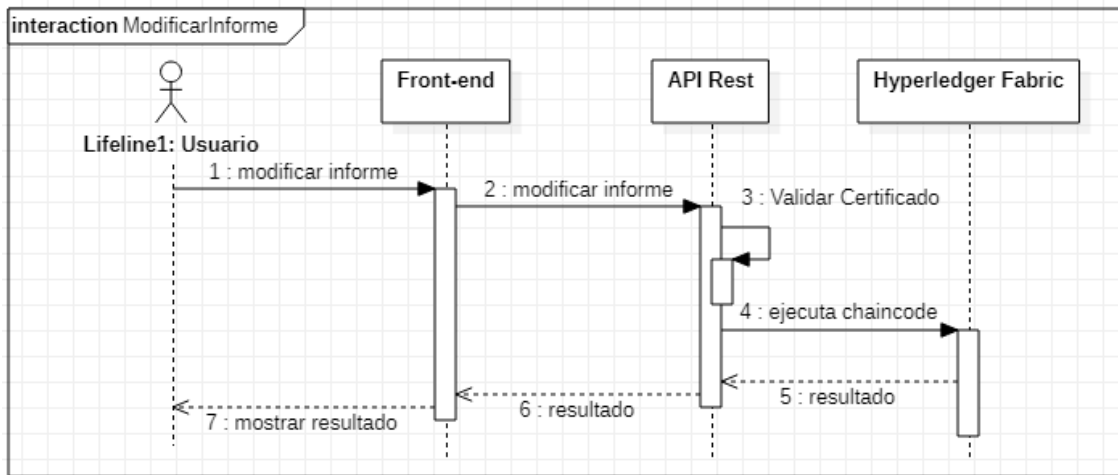 interaction ModificarInforme
Front-end
API Rest
Hyperledger Fabric
Lifeline1: Usuario
1 : modificar informe
2 : modificar informe
3 : Validar Certificado
4 : ejecuta chaincode
5 : resultado
6 : resultado
7 : mostrar resultado